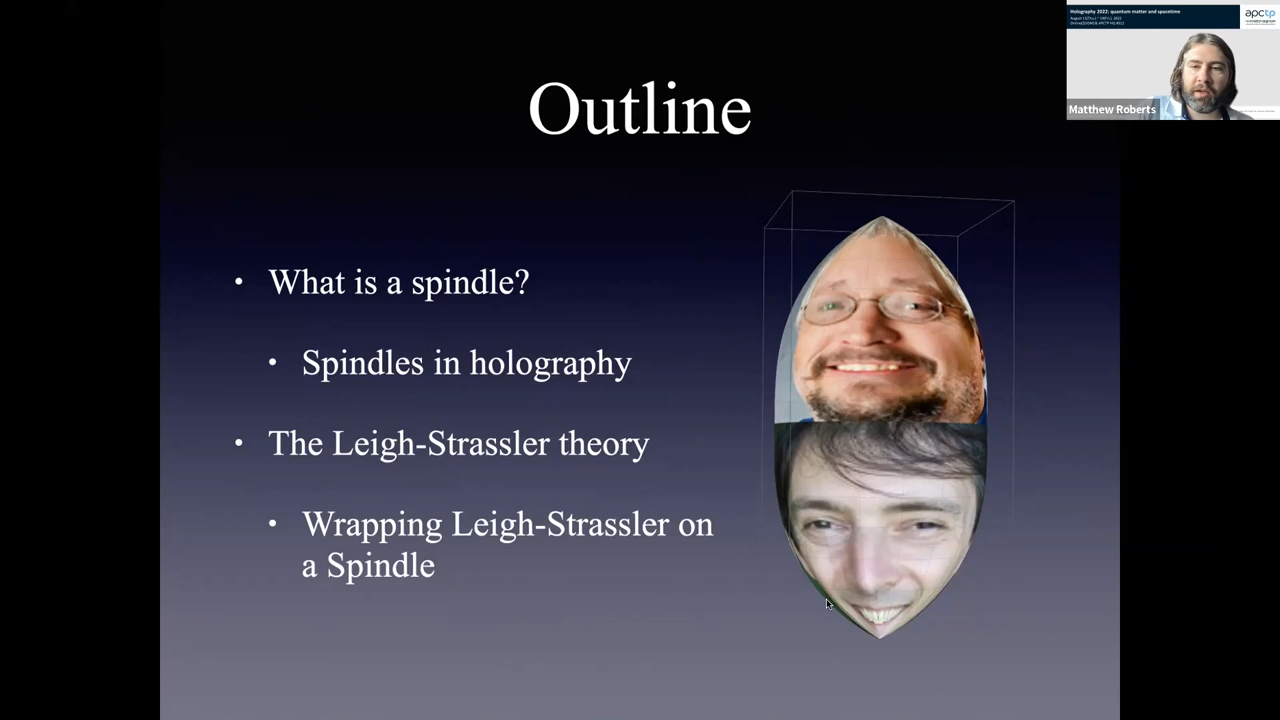 Holography 2022: quantum matter and spacetime
apctp
Matthew Roberts
Outline
• What is a spindle?
• Spindles in holography
• The Leigh-Strassler theory
• Wrapping Leigh-Strassler on
a Spindle